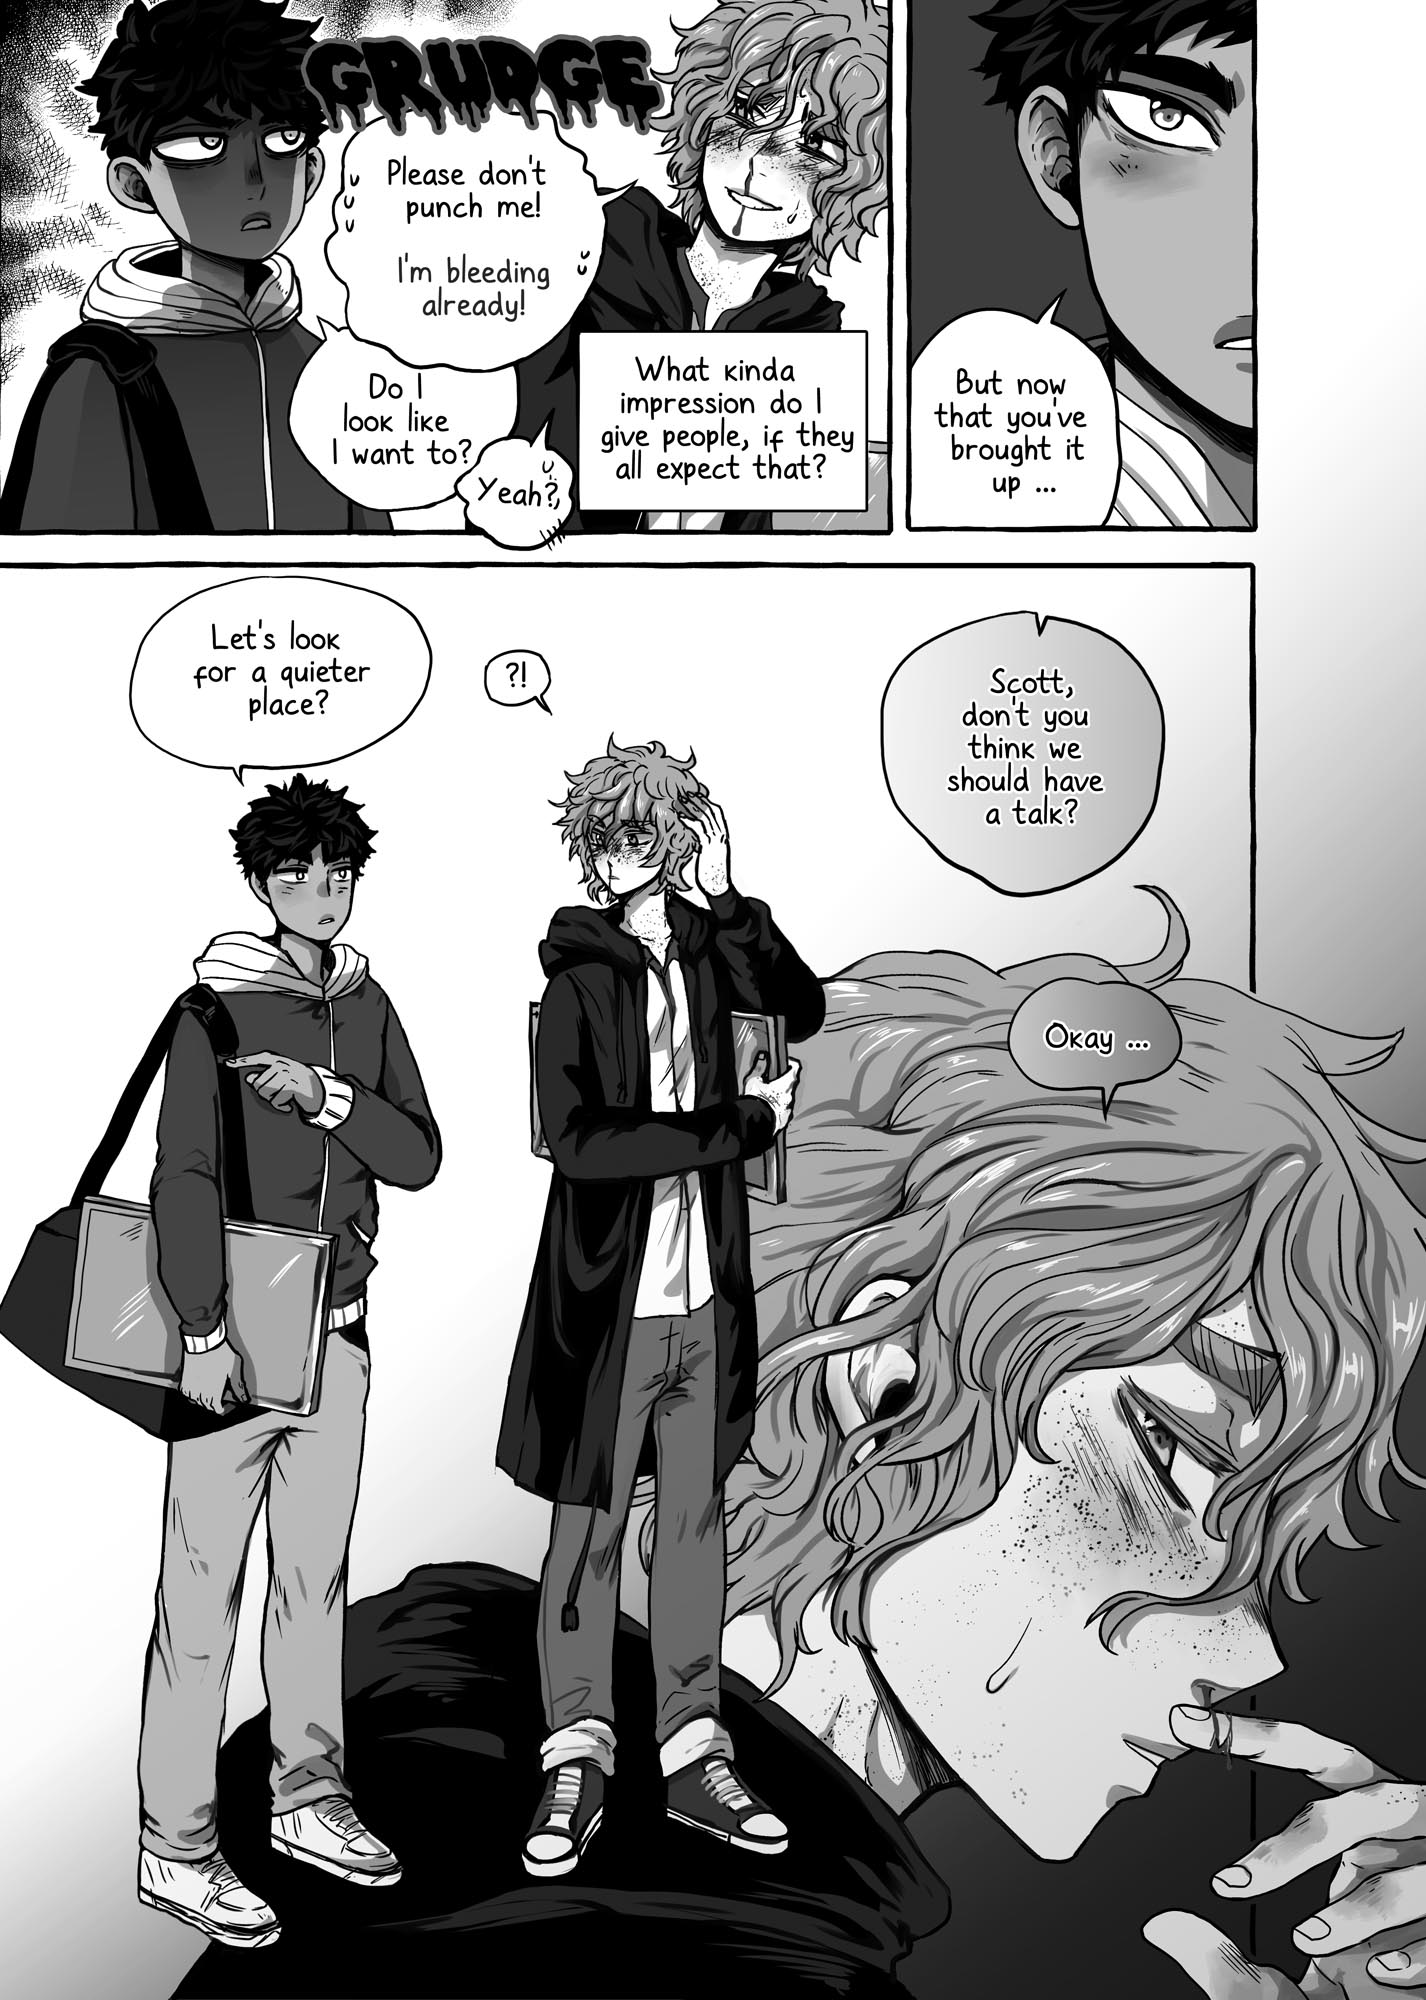 GRUDGE
Please don't
punch me!
I'm bleeding
already!
Do I
look like
I want to?
Yeah?
What kinda
impression do I
give people, if they
all expect that?
But now
that you've
brought it
up ...
Let's look
for a quieter
place?
?!
Scott,
don't you
think we
should have
a talk?
Okay ...